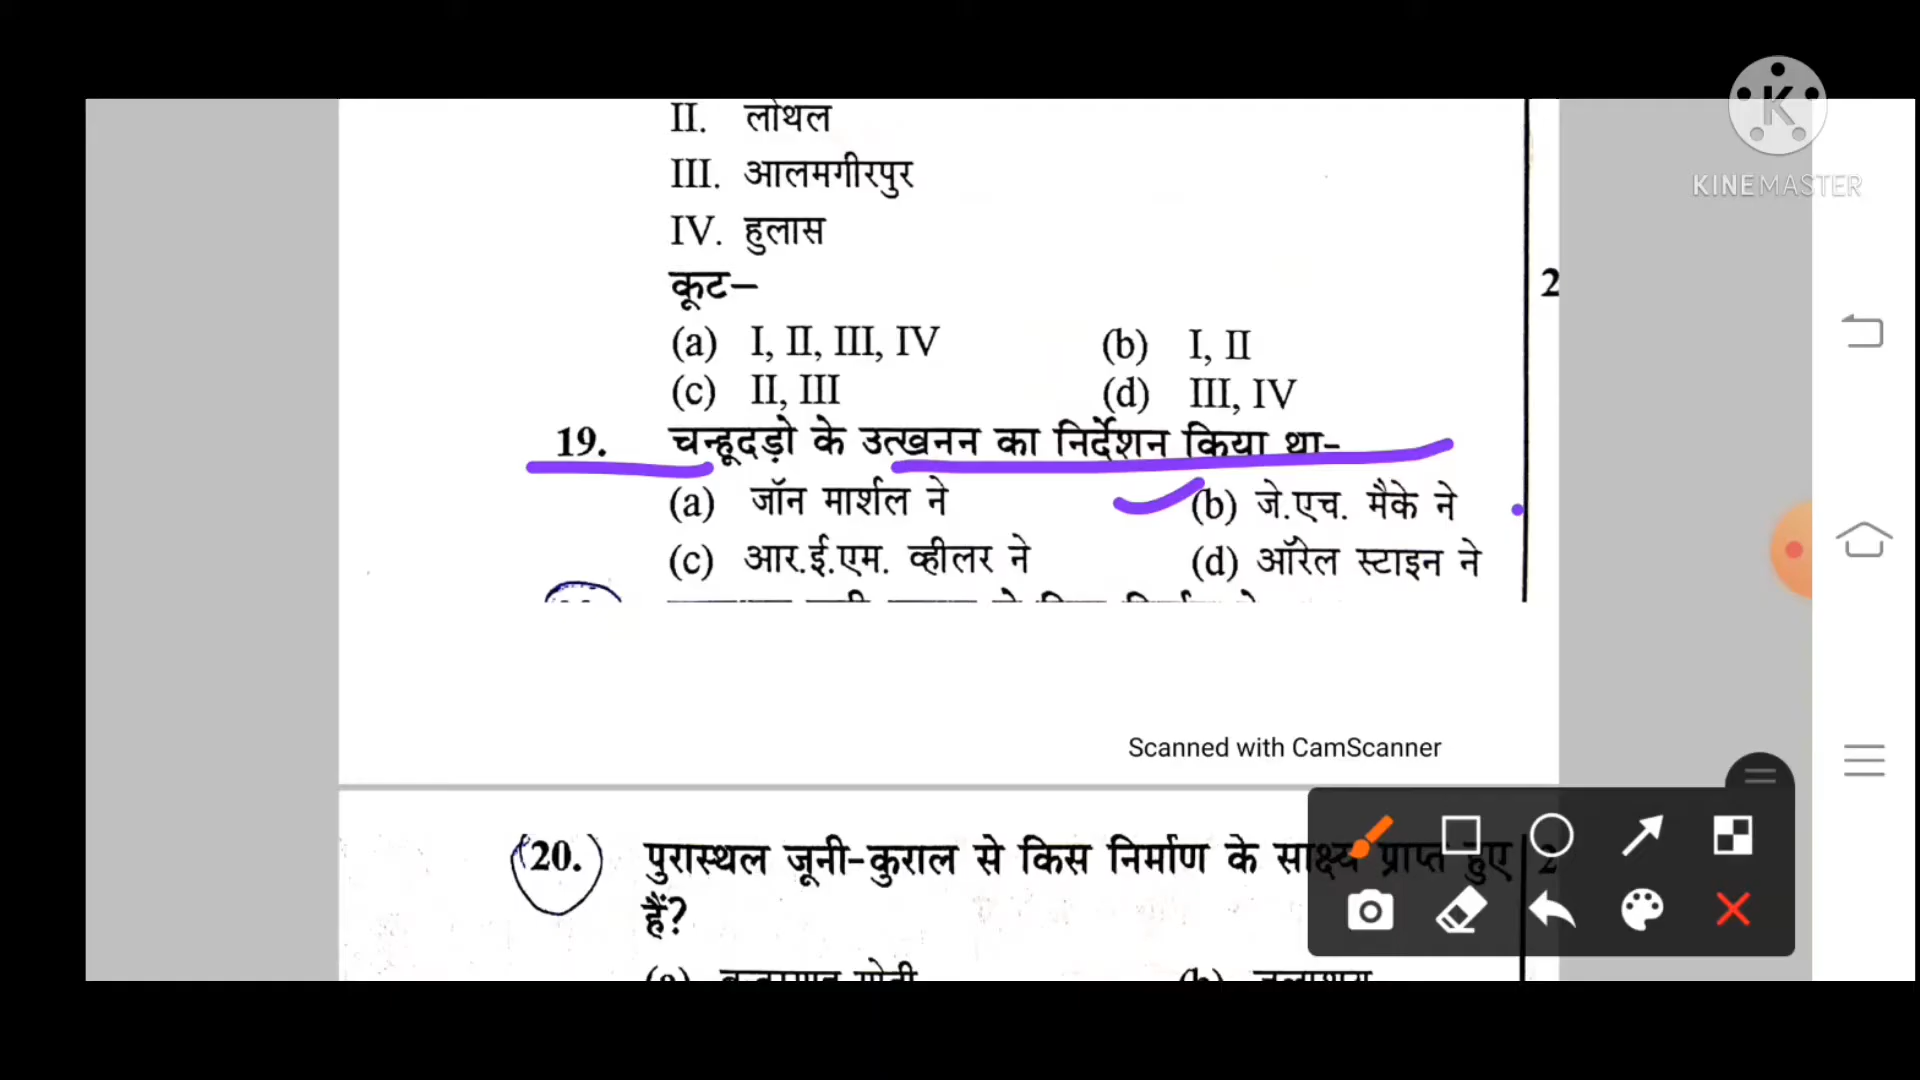 II. लोथल
III. आलमगीरपुर
IV. हुलास
कूट–
(a) I, II, III, IV (b) I, II
(c) II, III (d) III, IV
19. चन्हूदड़ो के उत्खनन का निर्देशन किया था-
(a) जॉन मार्शल ने (b) जे.एच. मैके ने
(c) आर.ई.एम. व्हीलर ने (d) ऑरेल स्टाइन ने
2
K
KINEMASTER
Scanned with CamScanner
(20. पुरास्थल जूनी-कुराल से किस निर्माण के साक्ष्य प्राप्त हुए
हैं?
2